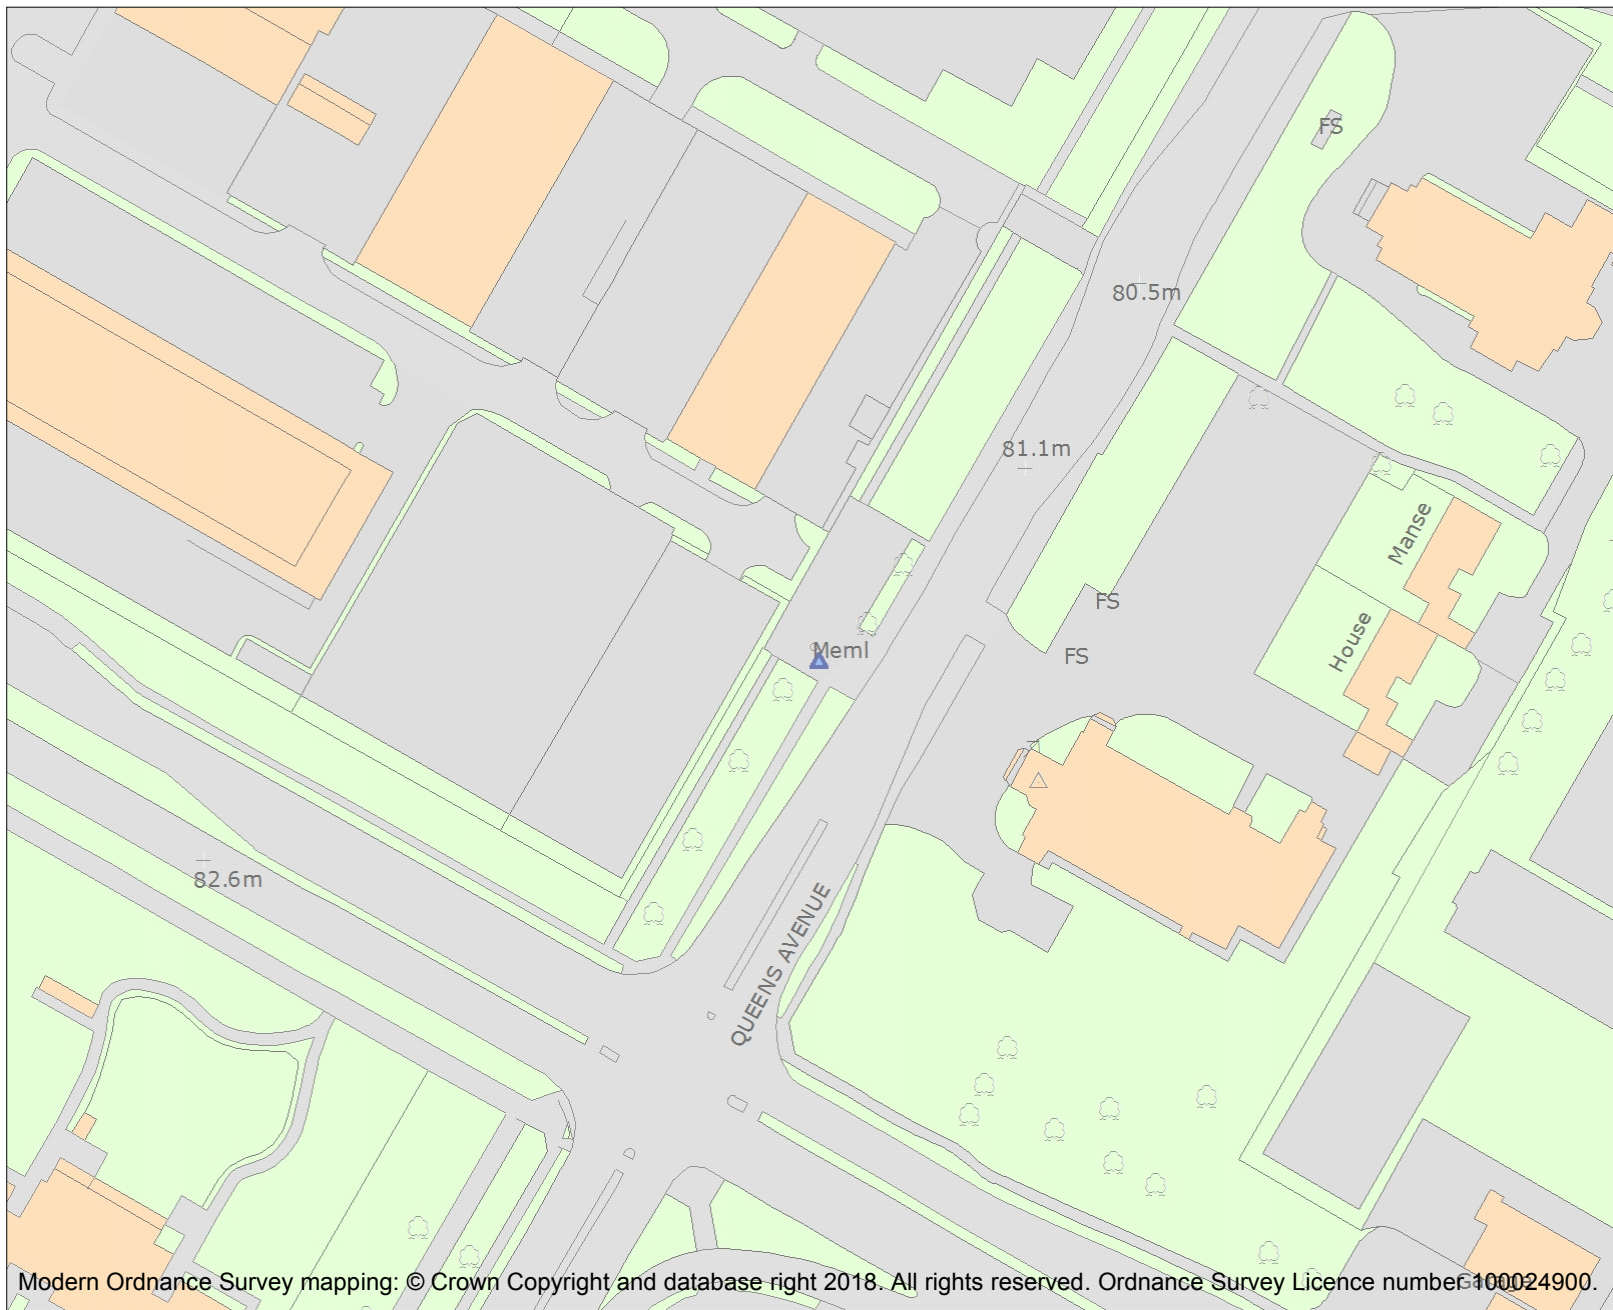 FS
80.5m
81.1m
Manse
FS
House
Meml
FS
82.6m
QUEENS AVENUE
Modern Ordnance Survey mapping: © Crown Copyright and database right 2018. All rights reserved. Ordnance Survey Licence number 100024900.